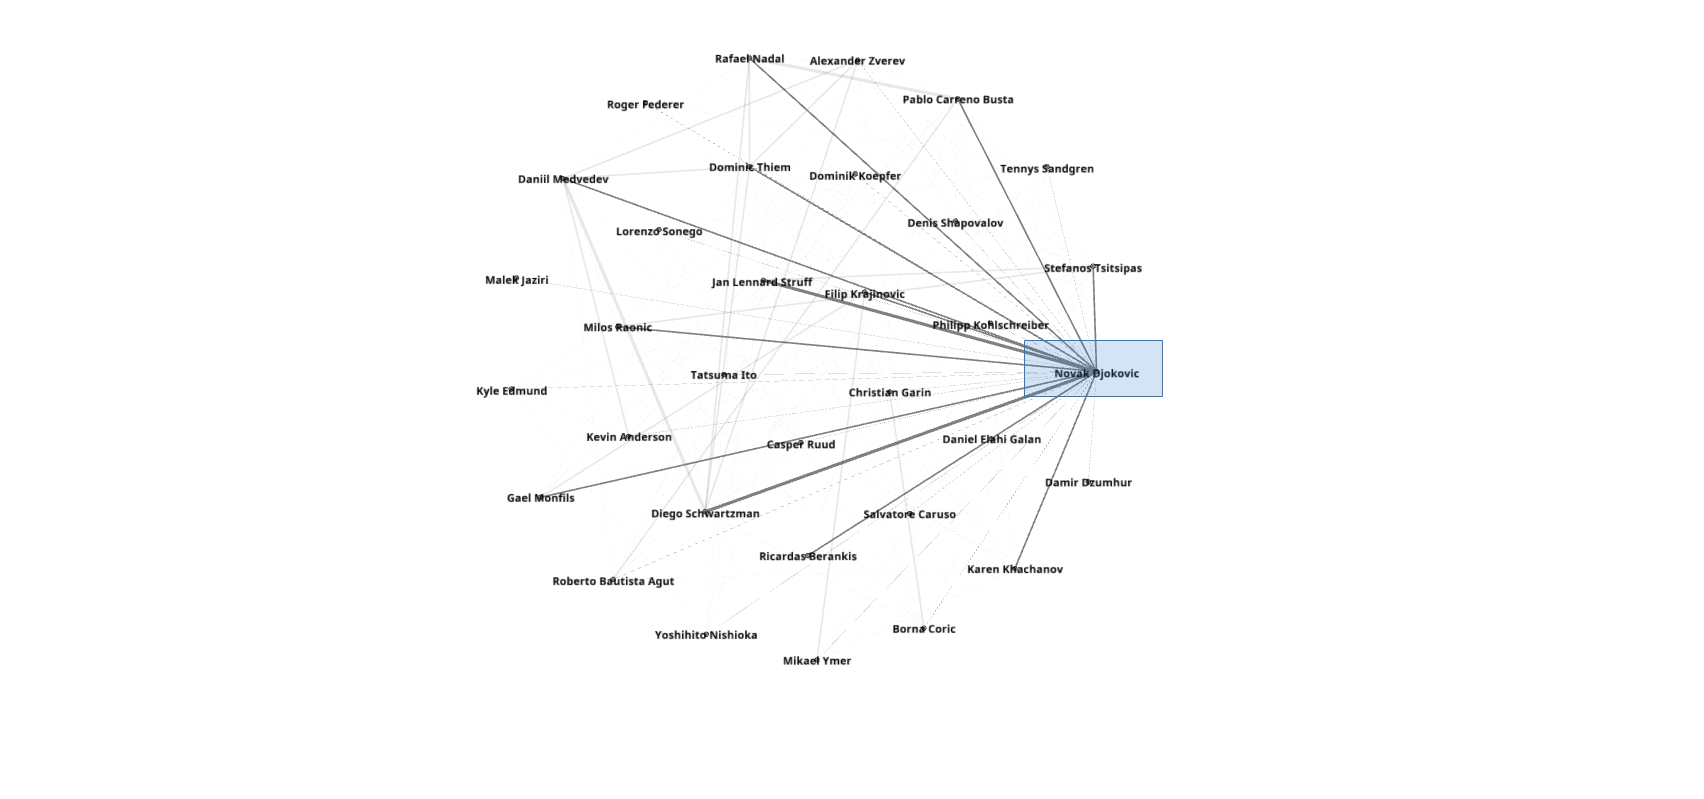 Rafael Nadal
Alexander Zverev
Pablo Carreno Busta
Roger Federer
Dominic Thiem
Tennys Sandgren
Daniil Medvedev
Dominik Koepfer
Denis Shapovalov
Lorenzo Sonego
Stefanos Tsitsipas
Malek Jaziri
Jan Lennard Struff
Filip Krajinovic
Milos Raonic
Philipp Kohlschreiber
Tatsuma Ito
Novak Djokovic
Kyle Edmund
Christian Garin
Kevin Anderson
Casper Ruud
Daniel Elahi Galan
Damir Dzumhur
Gael Monfils
Diego Schwartzman
Salvatore Caruso
Ricardas Berankis
Karen Khachanov
Roberto Bautista Agut
Yoshihito Nishioka
Borna Coric
Mikael Ymer